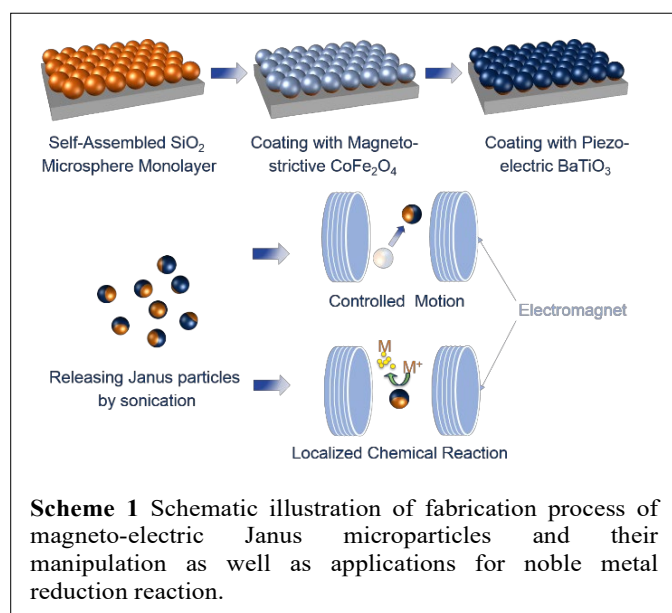 Self-Assembled SiO₂
Microsphere Monolayer
Coating with Magneto-
strictive CoFe₂O₄
Coating with Piezo-
electric BaTiO₃
Controlled Motion
Electromagnet
M
M⁺
Releasing Janus particles
by sonication
Localized Chemical Reaction
Scheme 1 Schematic illustration of fabrication process of
magneto-electric Janus microparticles and their
manipulation as well as applications for noble metal
reduction reaction.